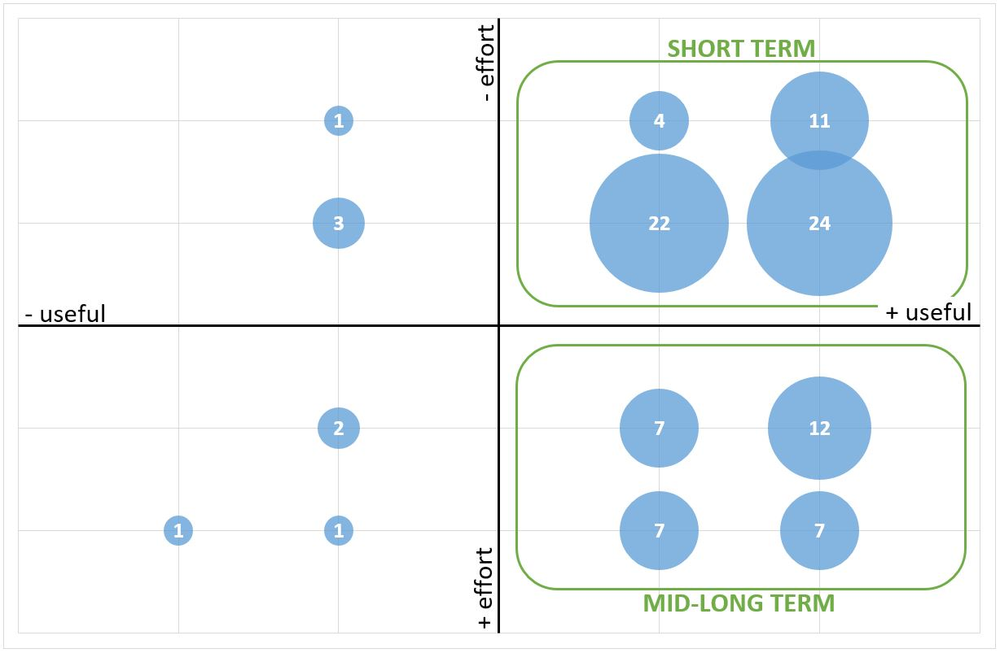 - effort
SHORT TERM
1
4
11
3
22
24
- useful
+ useful
2
7
12
1
1
7
7
+ effort
MID-LONG TERM